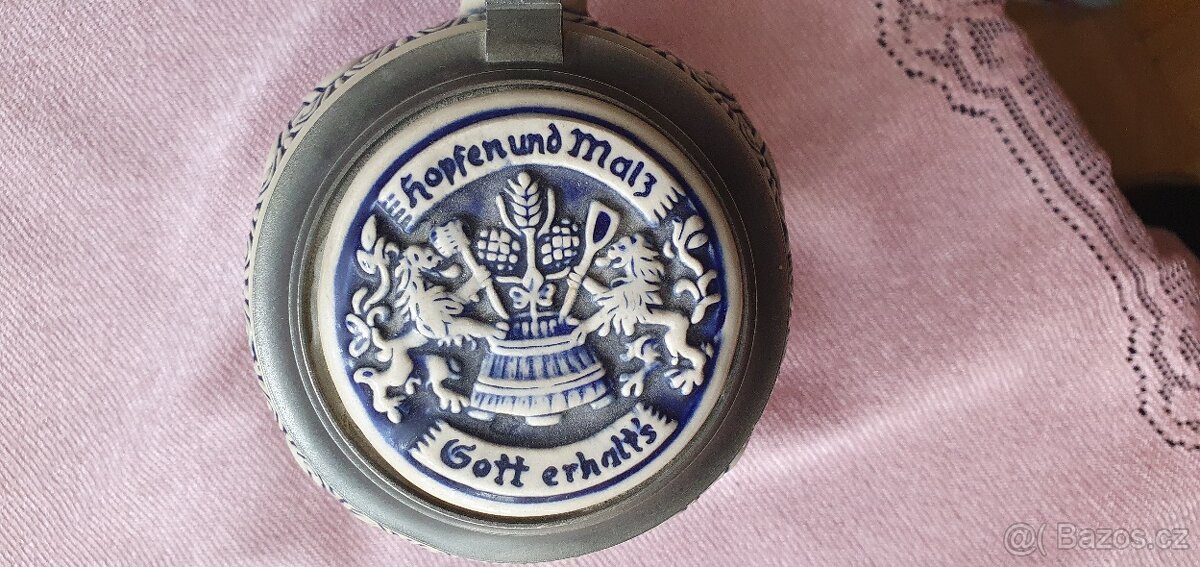 Hopfen und Malz
Gott erhalt's
@( Bazos.cz